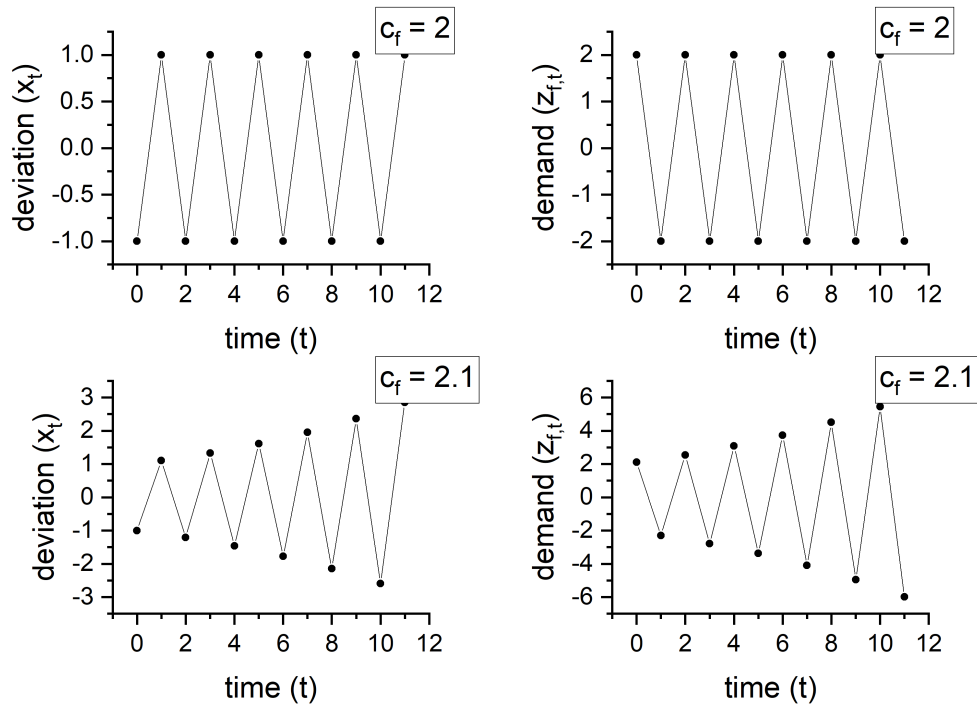 c_f = 2
deviation (x_t)
1.0
0.5
0.0
-0.5
-1.0
0 2 4 6 8 10 12
time (t)
c_f = 2
demand (z_f,t)
2
1
0
-1
-2
0 2 4 6 8 10 12
time (t)
c_f = 2.1
deviation (x_t)
3
2
1
0
-1
-2
-3
0 2 4 6 8 10 12
time (t)
c_f = 2.1
demand (z_f,t)
6
4
2
0
-2
-4
-6
0 2 4 6 8 10 12
time (t)